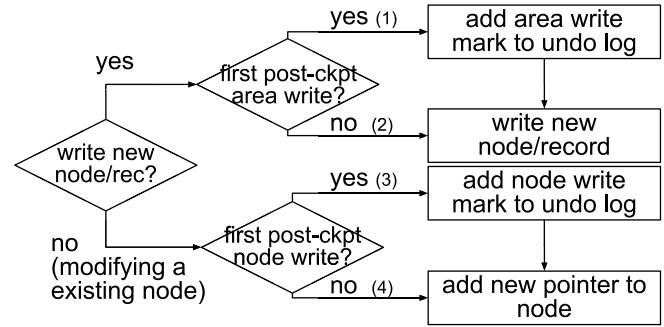 yes (1)
add area write
mark to undo log
yes
first post-ckpt
area write?
no (2)
write new
node/record
write new
node/rec?
yes (3)
add node write
mark to undo log
no
(modifying a
existing node)
first post-ckpt
node write?
no (4)
add new pointer to
node